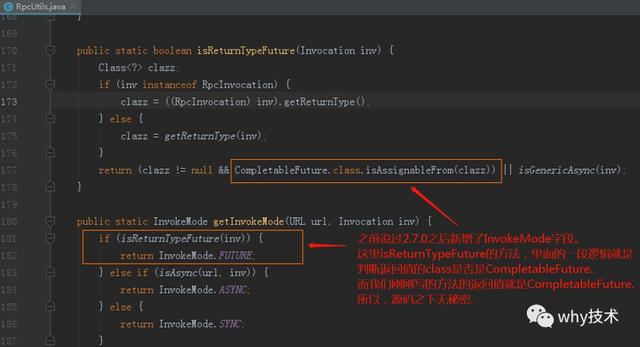 RpcUtils.java
168 }
169
170 public static boolean isReturnTypeFuture(Invocation inv) {
171 Class<?> clazz;
172 if (inv instanceof RpcInvocation) {
173 clazz = ((RpcInvocation) inv).getReturnType();
174 } else {
175 clazz = getReturnType(inv);
176 }
177 return (clazz != null && CompletableFuture.class.isAssignableFrom(clazz)) || isGenericAsync(inv);
178 }
179
180 public static InvokeMode getInvokeMode(URL url, Invocation inv) {
181 if (isReturnTypeFuture(inv)) {
182 return InvokeMode.FUTURE;
183 } else if (isAsync(url, inv)) {
184 return InvokeMode.ASYNC;
185 } else {
186 return InvokeMode.SYNC;
187 }
之前说过2.7.0之后新增了InvokeMode字段。
这里isReturnTypeFuture的方法，里面的一段逻辑就是
判断返回值的class是否是CompletableFuture.
而我们刚刚写的方法的返回值就是CompletableFuture.
所以，源码之下无秘密.
why技术